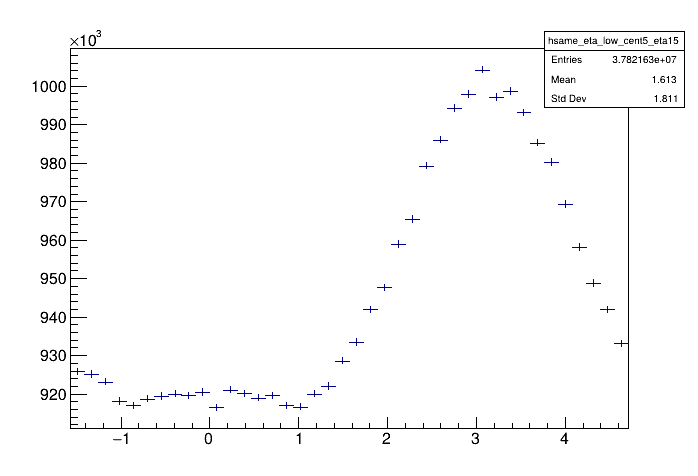 ×10³
hsame_eta_low_cent5_eta15
Entries 3.782163e+07
Mean 1.613
Std Dev 1.811
1000
990
980
970
960
950
940
930
920
−1 0 1 2 3 4